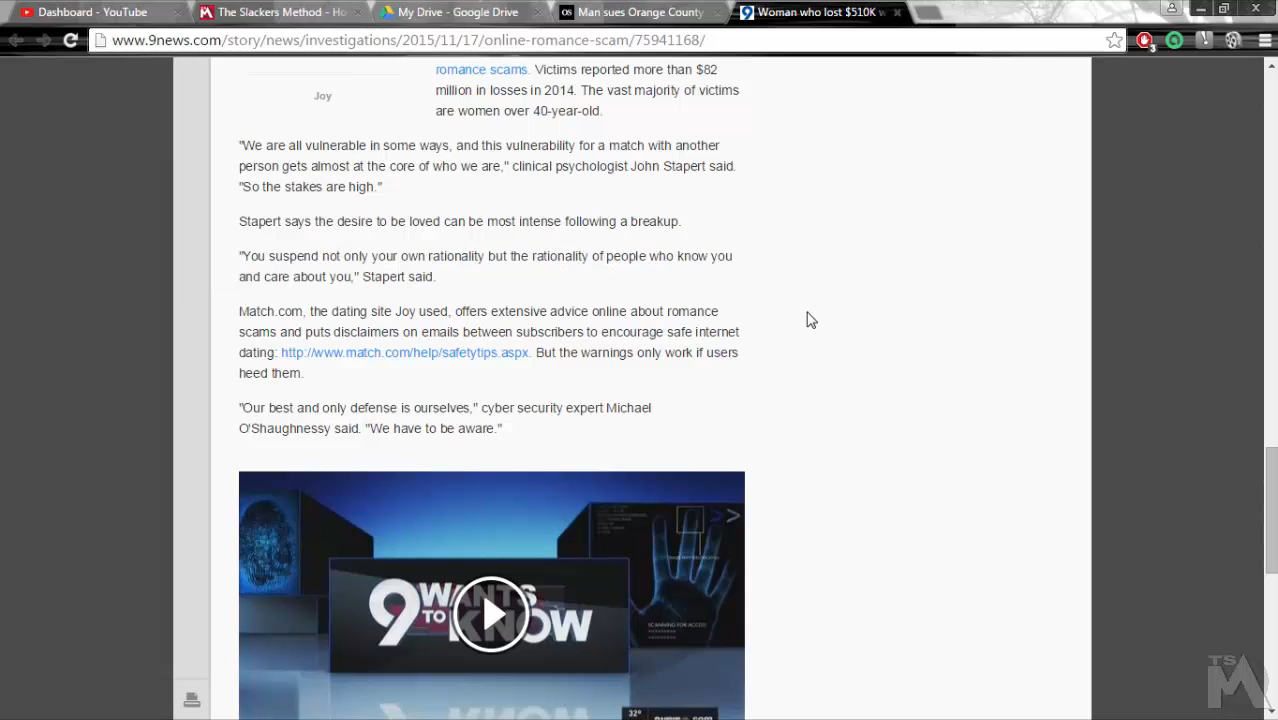 Dashboard - YouTube
The Slackers Method - Ho
My Drive - Google Drive
OS Man sues Orange County
9 Woman who lost $510K w
www.9news.com/story/news/investigations/2015/11/17/online-romance-scam/75941168/
3
romance scams. Victims reported more than $82
Joy
million in losses in 2014. The vast majority of victims
are women over 40-year-old.
"We are all vulnerable in some ways, and this vulnerability for a match with another
person gets almost at the core of who we are," clinical psychologist John Stapert said.
"So the stakes are high."
Stapert says the desire to be loved can be most intense following a breakup.
"You suspend not only your own rationality but the rationality of people who know you
and care about you," Stapert said.
Match.com, the dating site Joy used, offers extensive advice online about romance
scams and puts disclaimers on emails between subscribers to encourage safe internet
dating: http://www.match.com/help/safetytips.aspx. But the warnings only work if users
heed them.
"Our best and only defense is ourselves," cyber security expert Michael
O'Shaughnessy said. "We have to be aware."
9 WANTS
TO KNOW
SCANNING FOR ACCESS
32°
TSM